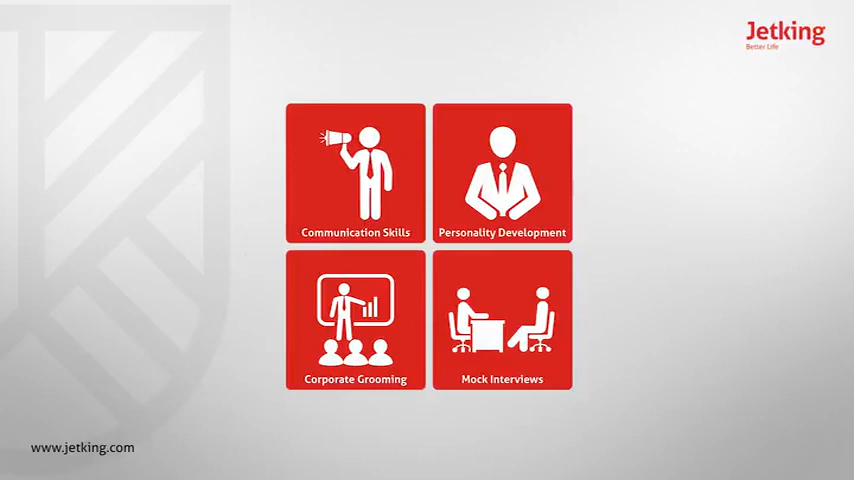 Jetking
Better Life
Communication Skills
Personality Development
Corporate Grooming
Mock Interviews
www.jetking.com